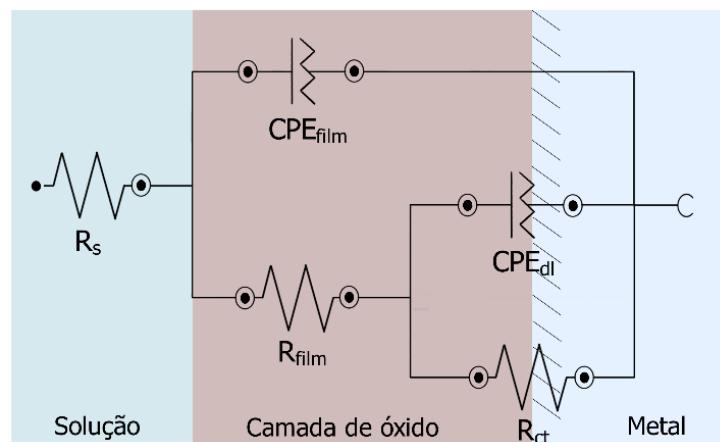 CPEfilm
Rs
CPEdl
Rfilm
Rct
Solução Camada de óxido Metal